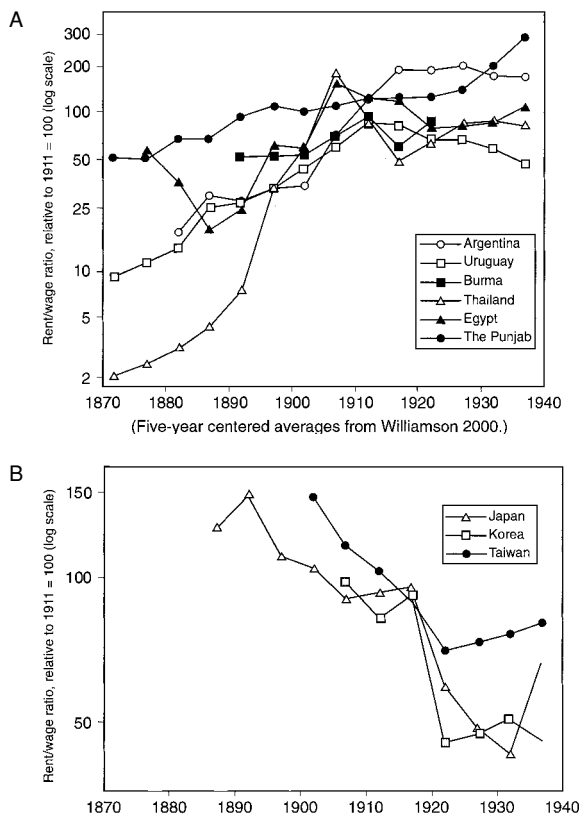 A
Rent/wage ratio, relative to 1911 = 100 (log scale)
300
200
100
50
25
10
5
2
Argentina
Uruguay
Burma
Thailand
Egypt
The Punjab
1870 1880 1890 1900 1910 1920 1930 1940
(Five-year centered averages from Williamson 2000.)
B
Rent/wage ratio, relative to 1911 = 100 (log scale)
150
100
50
Japan
Korea
Taiwan
1870 1880 1890 1900 1910 1920 1930 1940